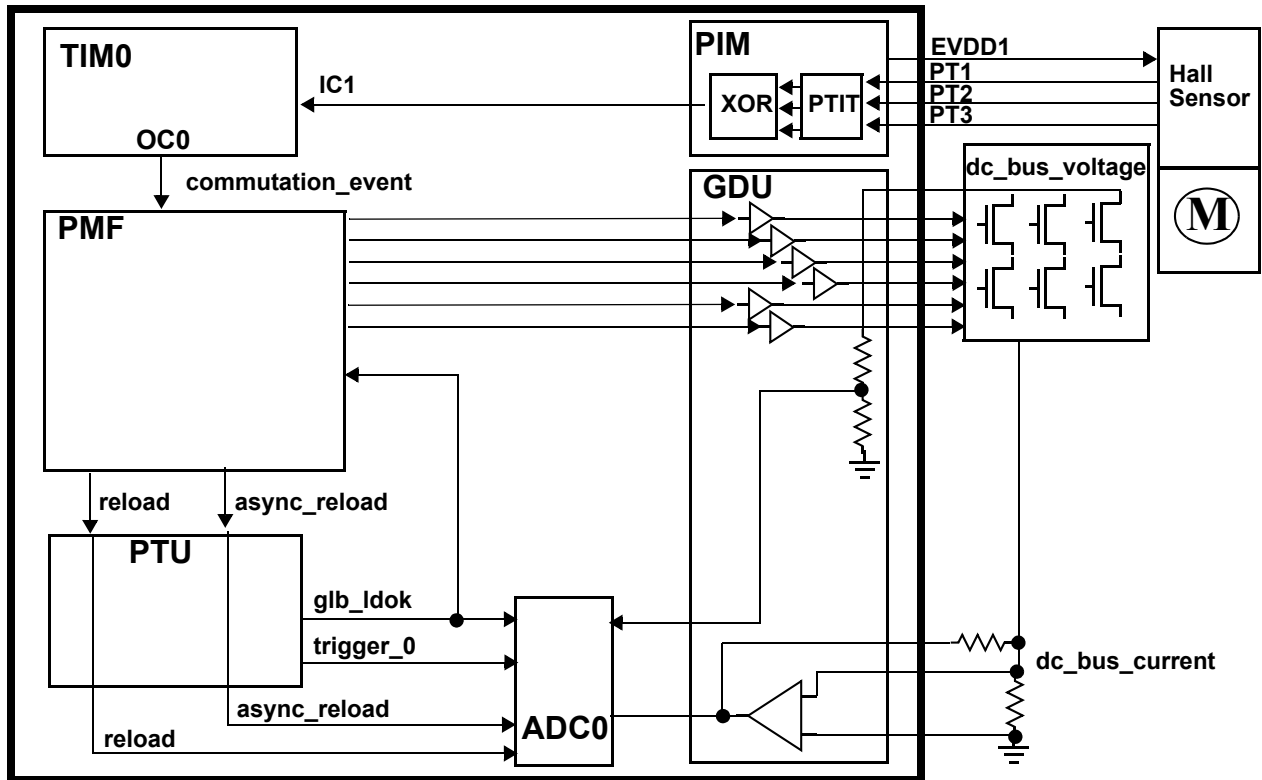 TIM0
OC0
IC1
PIM
XOR
PTIT
EVDD1
PT1
PT2
PT3
Hall
Sensor
commutation_event
PMF
GDU
dc_bus_voltage
M
reload
async_reload
PTU
glb_ldok
trigger_0
async_reload
reload
ADC0
dc_bus_current